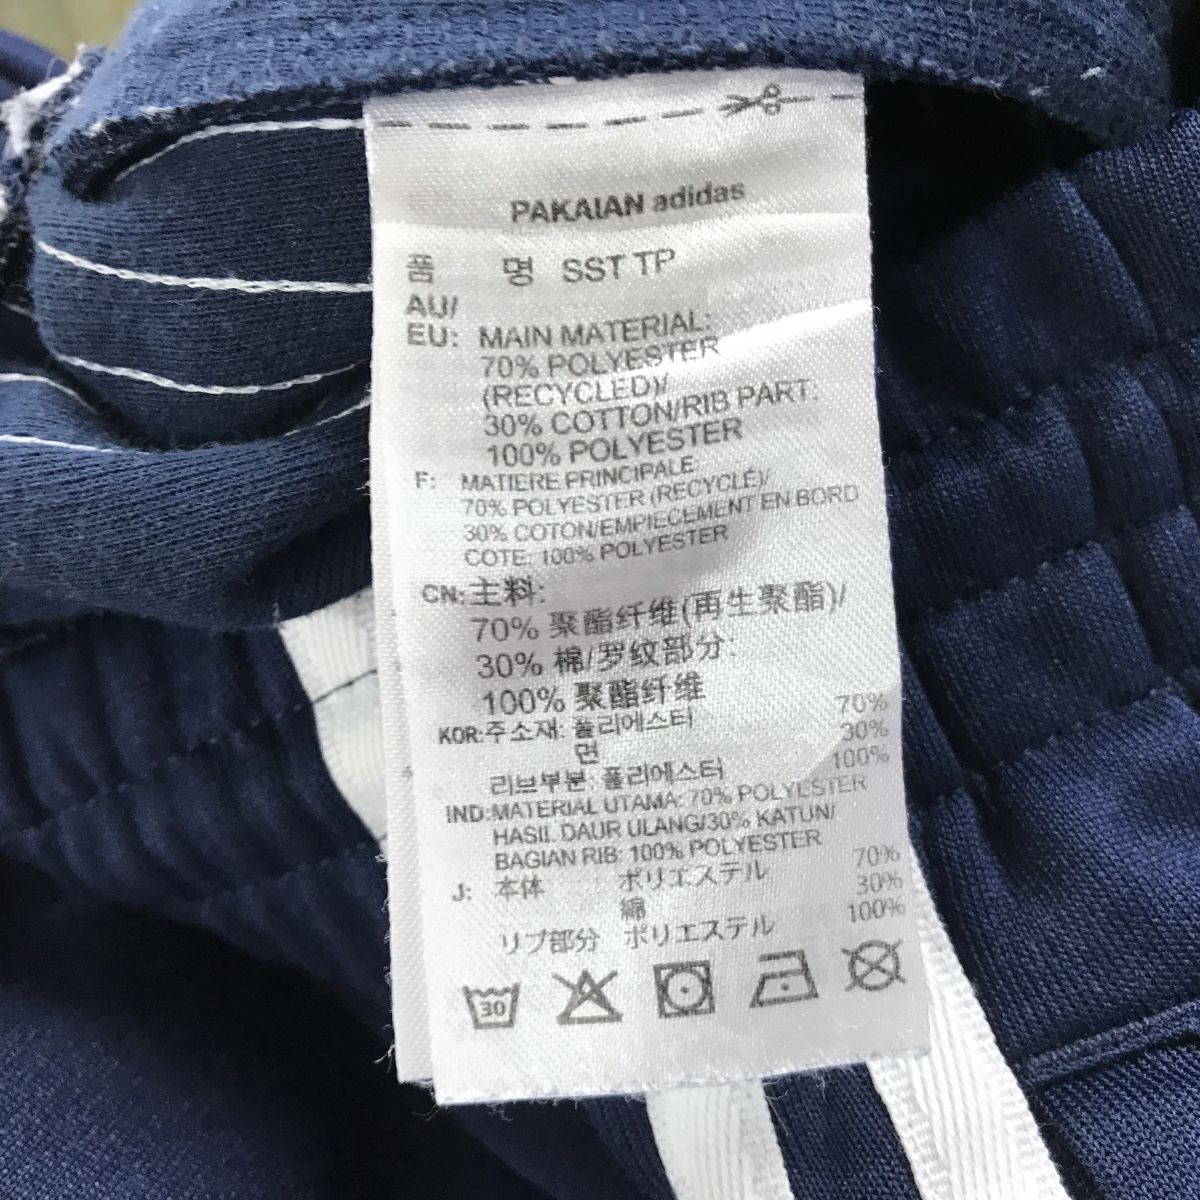 PAKAIAN adidas
품 명 SST TP
AU/
EU: MAIN MATERIAL:
70% POLYESTER
(RECYCLED)/
30% COTTON/RIB PART:
100% POLYESTER
F: MATIERE PRINCIPALE:
70% POLYESTER (RECYCLÉ)/
30% COTON/EMPIECEMENT EN BORD
COTE: 100% POLYESTER
CN: 主料:
70% 聚酯纤维(再生聚酯)/
30% 棉/罗纹部分:
100% 聚酯纤维
KOR: 주소재: 폴리에스터 70%
면 30%
리브부분: 폴리에스터 100%
IND: MATERIAL UTAMA: 70% POLYESTER
HASIL DAUR ULANG/30% KATUN/
BAGIAN RIB: 100% POLYESTER
J: 本体 ポリエステル 70%
綿 30%
リブ部分 ポリエステル 100%
30